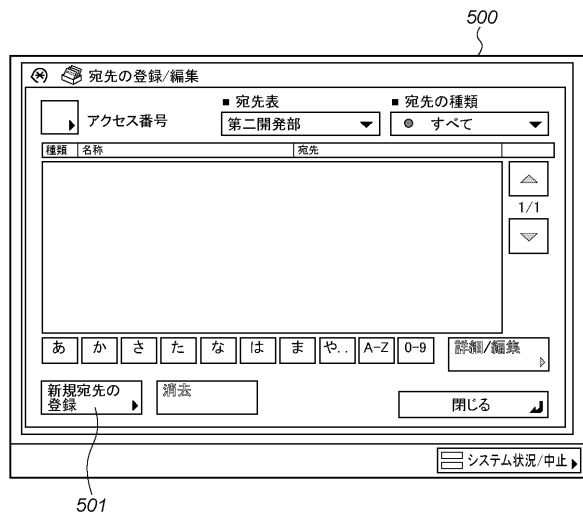 500
宛先の登録/編集
アクセス番号
■ 宛先表
第二開発部
■ 宛先の種類
すべて
種類 名称 宛先
1/1
あ か さ た な は ま や.. A-Z 0-9
詳細/編集
新規宛先の
登録
消去
閉じる
システム状況/中止
501